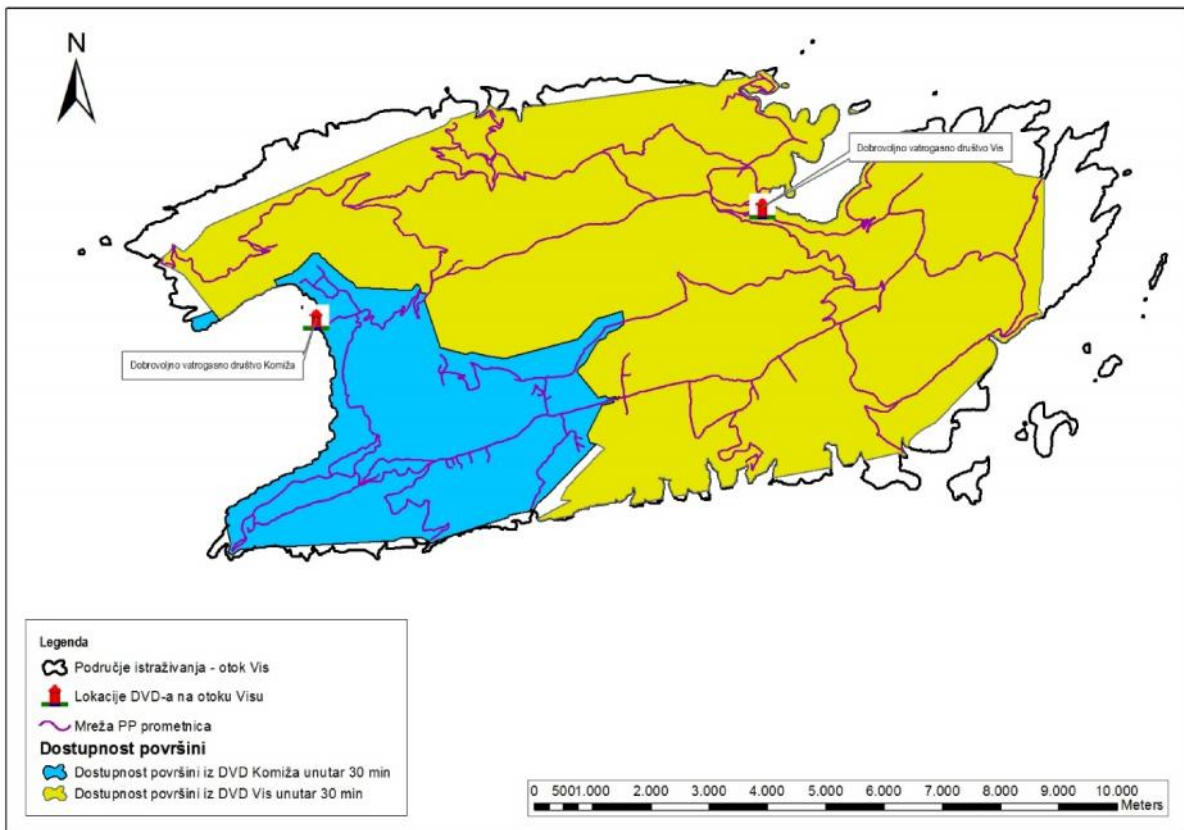 N
Dobrovoljno vatrogasno društvo Vis
Dobrovoljno vatrogasno društvo Komiža
Legenda
Područje istraživanja - otok Vis
Lokacije DVD-a na otoku Visu
Mreža PP prometnica
Dostupnost površini
Dostupnost površini iz DVD Komiža unutar 30 min
Dostupnost površini iz DVD Vis unutar 30 min
0 5001.000 2.000 3.000 4.000 5.000 6.000 7.000 8.000 9.000 10.000
Meters